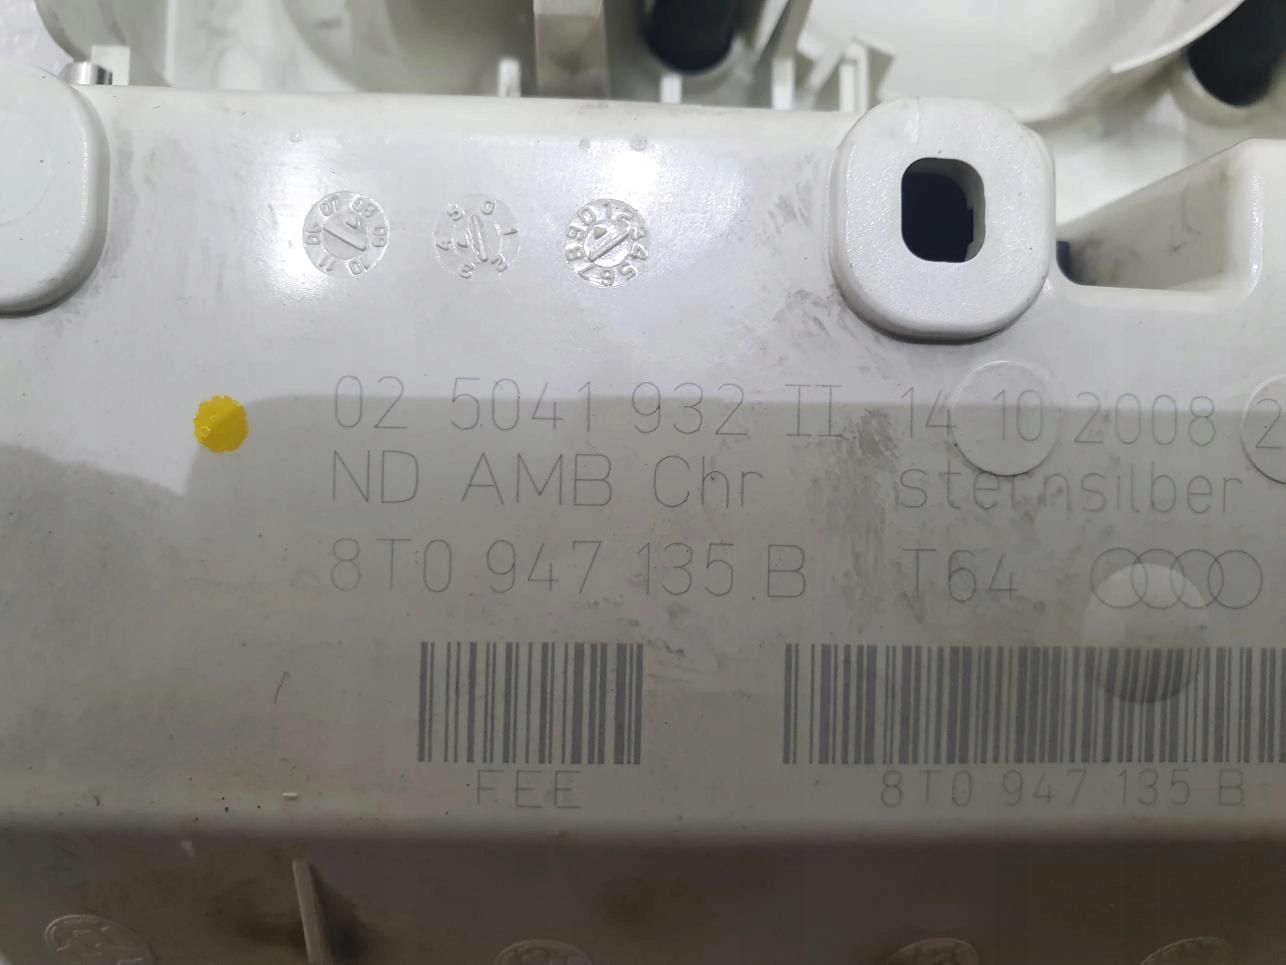 02 5041 932 II 14 10 2008 2
ND AMB Chr sternsilber
8T0 947 135 B T64
FEE
8T0 947 135 B